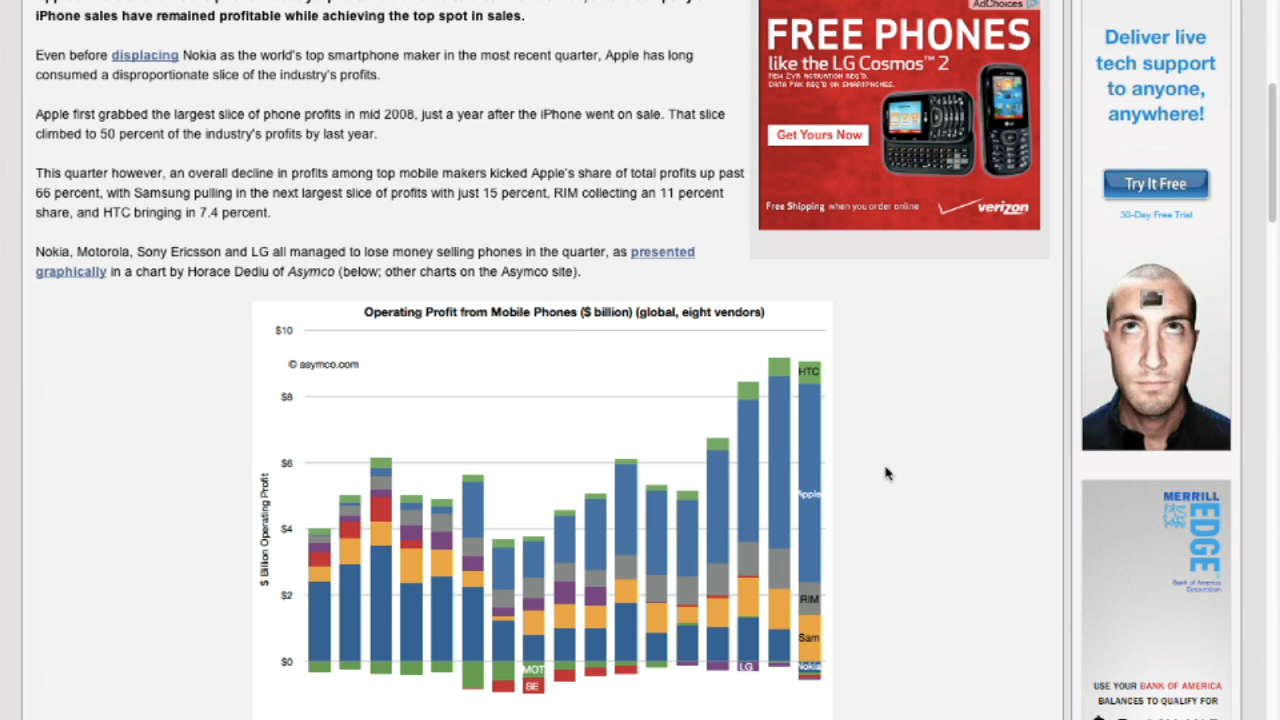 iPhone sales have remained profitable while achieving the top spot in sales.
Even before displacing Nokia as the world's top smartphone maker in the most recent quarter, Apple has long
consumed a disproportionate slice of the industry's profits.
Apple first grabbed the largest slice of phone profits in mid 2008, just a year after the iPhone went on sale. That slice
climbed to 50 percent of the industry's profits by last year.
This quarter however, an overall decline in profits among top mobile makers kicked Apple's share of total profits up past
66 percent, with Samsung pulling in the next largest slice of profits with just 15 percent, RIM collecting an 11 percent
share, and HTC bringing in 7.4 percent.
Nokia, Motorola, Sony Ericsson and LG all managed to lose money selling phones in the quarter, as presented
graphically in a chart by Horace Dediu of Asymco (below; other charts on the Asymco site).
Operating Profit from Mobile Phones ($ billion) (global, eight vendors)
$10
© asymco.com
$8
$6
$4
$2
$0
$ Billion Operating Profit
HTC
Apple
RIM
Sam
Nokia
MOT
SE
LG
AdChoices
FREE PHONES
like the LG Cosmos™ 2
NEW 2YR ACTIVATION REQ'D.
DATA PAK REQ'D ON SMARTPHONES.
Get Yours Now
Free Shipping when you order online
verizon
Deliver live
tech support
to anyone,
anywhere!
Try It Free
30-Day Free Trial
MERRILL
EDGE
Bank of America
Corporation
USE YOUR BANK OF AMERICA
BALANCES TO QUALIFY FOR